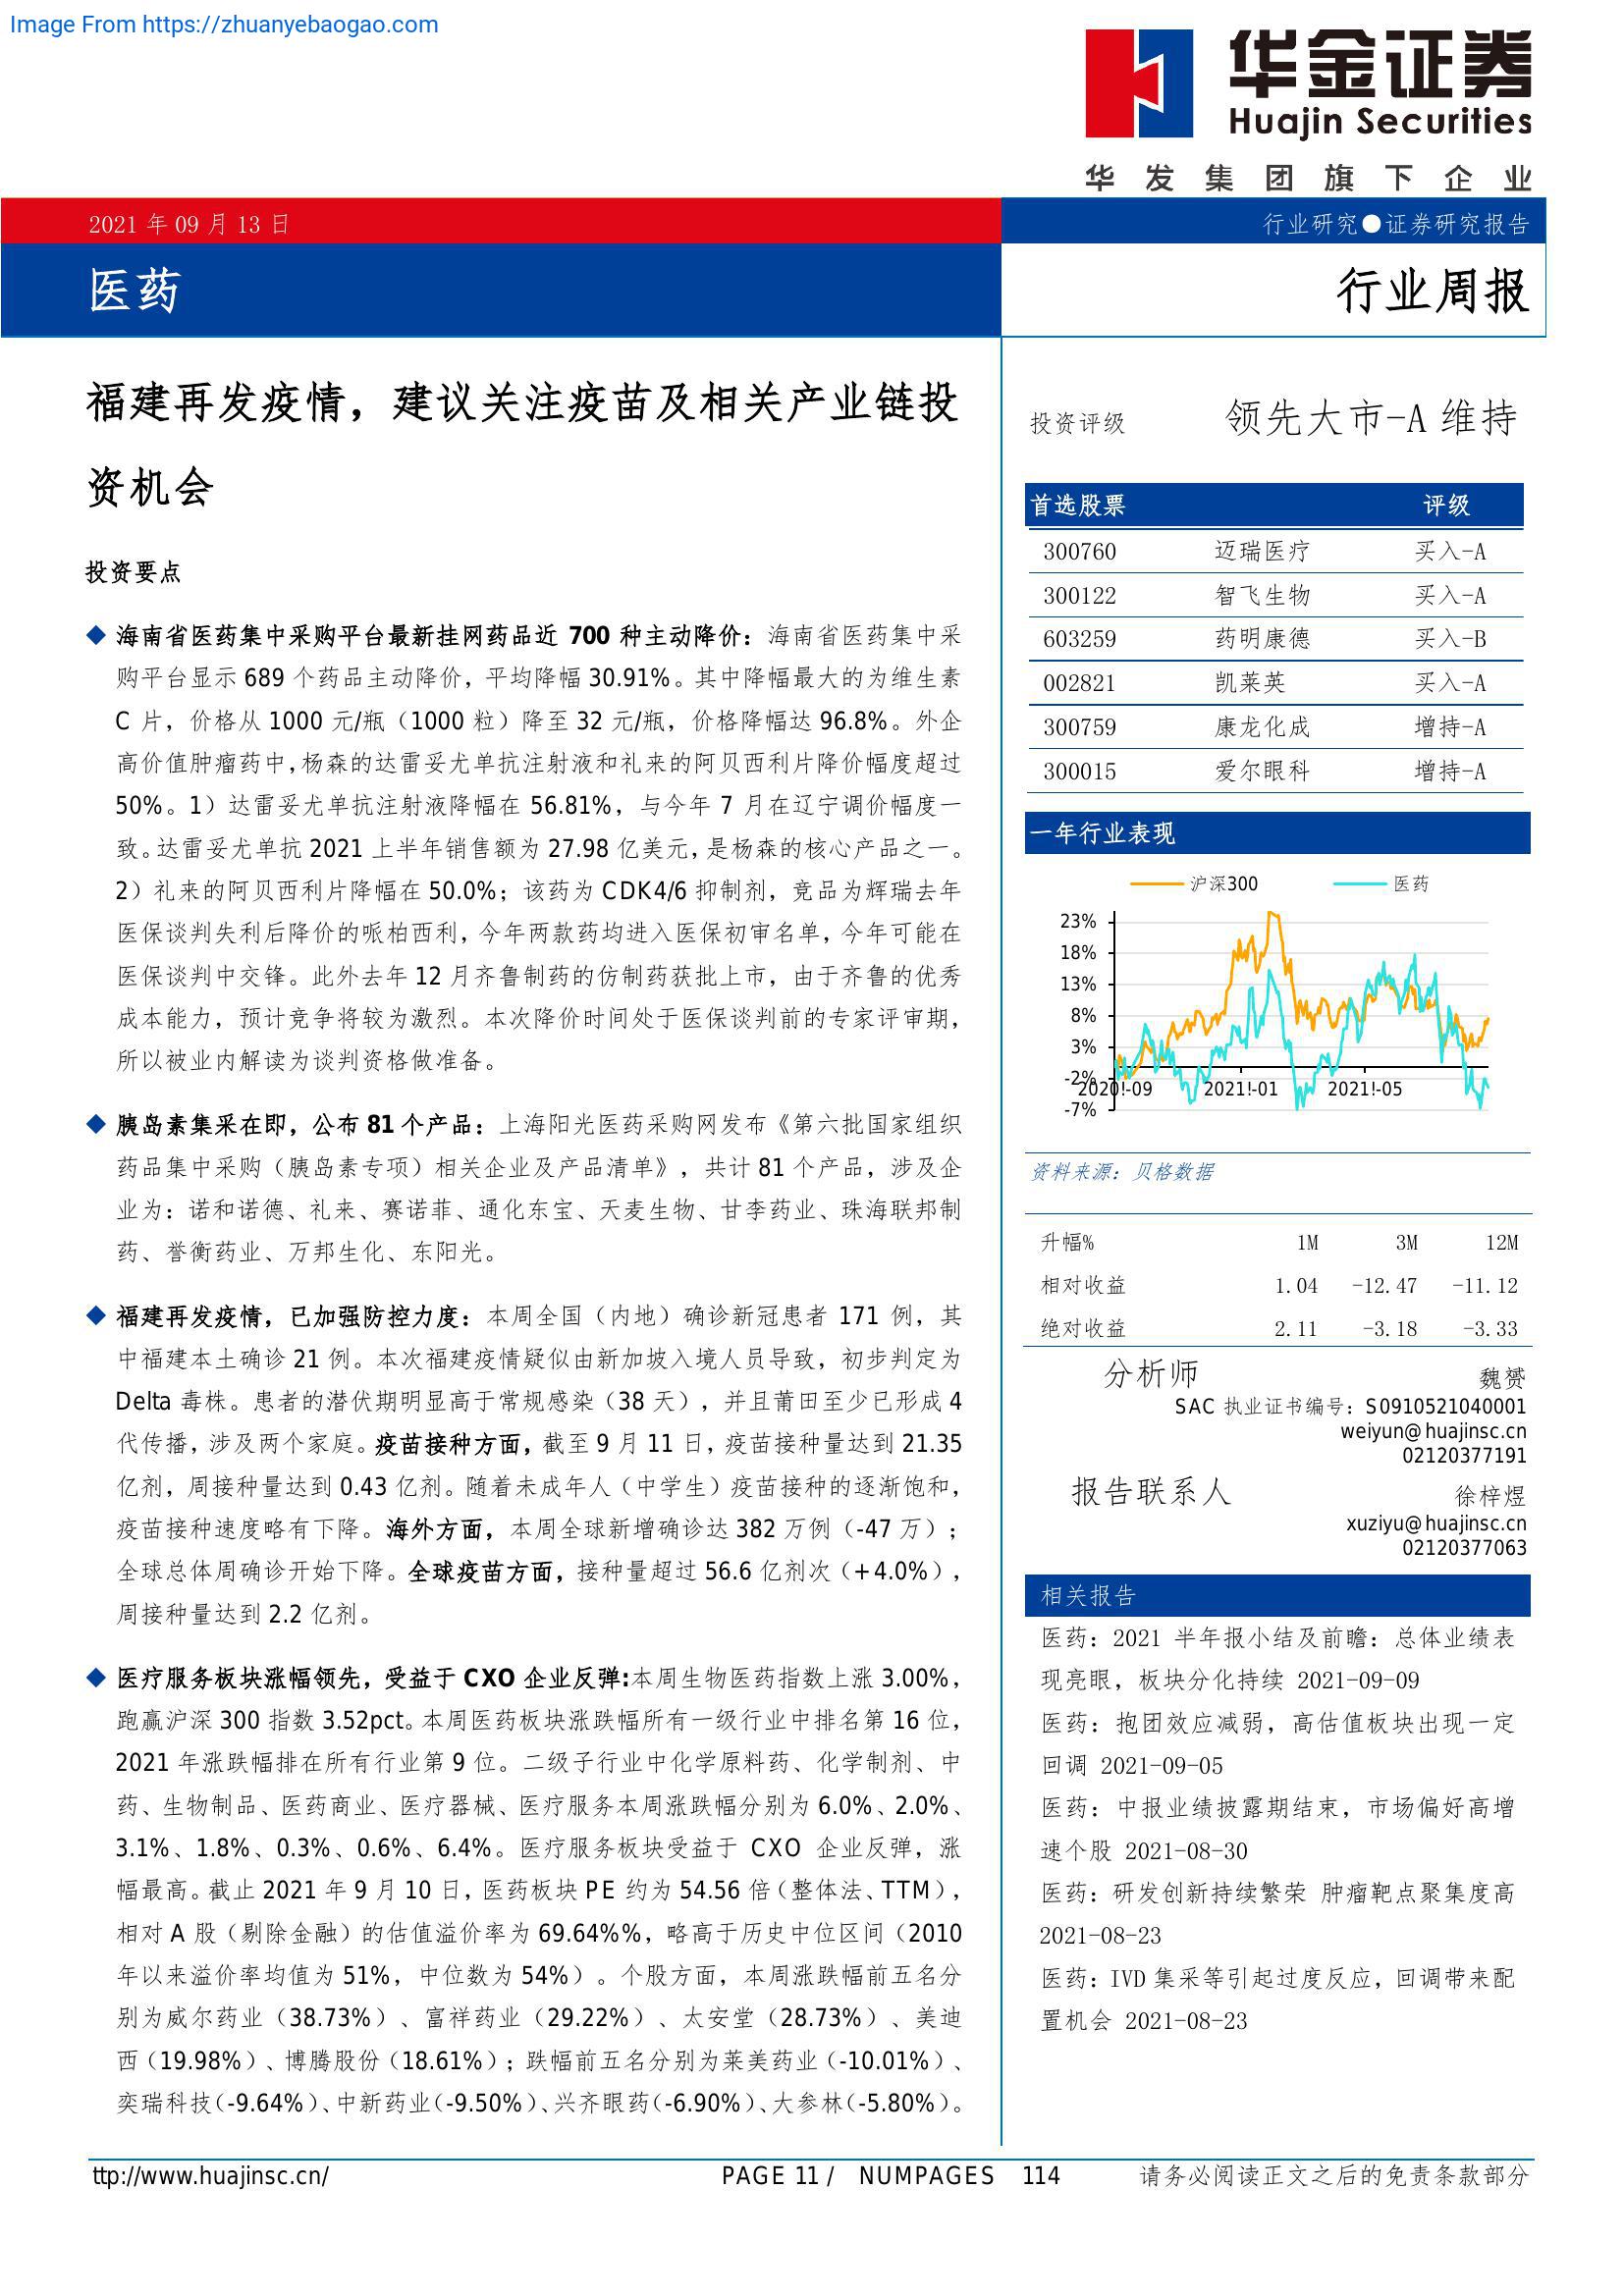 Image From https://zhuanyebaogao.com
华金证券
Huajin Securities
华发集团旗下企业
2021 年 09 月 13 日
行业研究●证券研究报告
医药
行业周报
福建再发疫情，建议关注疫苗及相关产业链投
资机会
投资要点
◆ 海南省医药集中采购平台最新挂网药品近 700 种主动降价：海南省医药集中采
购平台显示 689 个药品主动降价，平均降幅 30.91%。其中降幅最大的为维生素
C 片，价格从 1000 元/瓶（1000 粒）降至 32 元/瓶，价格降幅达 96.8%。外企
高价值肿瘤药中，杨森的达雷妥尤单抗注射液和礼来的阿贝西利片降价幅度超过
50%。1）达雷妥尤单抗注射液降幅在 56.81%，与今年 7 月在辽宁调价幅度一
致。达雷妥尤单抗 2021 上半年销售额为 27.98 亿美元，是杨森的核心产品之一。
2）礼来的阿贝西利片降幅在 50.0%；该药为 CDK4/6 抑制剂，竞品为辉瑞去年
医保谈判失利后降价的哌柏西利，今年两款药均进入医保初审名单，今年可能在
医保谈判中交锋。此外去年 12 月齐鲁制药的仿制药获批上市，由于齐鲁的优秀
成本能力，预计竞争将较为激烈。本次降价时间处于医保谈判前的专家评审期，
所以被业内解读为谈判资格做准备。
◆ 胰岛素集采在即，公布 81 个产品：上海阳光医药采购网发布《第六批国家组织
药品集中采购（胰岛素专项）相关企业及产品清单》，共计 81 个产品，涉及企
业为：诺和诺德、礼来、赛诺菲、通化东宝、天麦生物、甘李药业、珠海联邦制
药、誉衡药业、万邦生化、东阳光。
◆ 福建再发疫情，已加强防控力度：本周全国（内地）确诊新冠患者 171 例，其
中福建本土确诊 21 例。本次福建疫情疑似由新加坡入境人员导致，初步判定为
Delta 毒株。患者的潜伏期明显高于常规感染（38 天），并且莆田至少已形成 4
代传播，涉及两个家庭。疫苗接种方面，截至 9 月 11 日，疫苗接种量达到 21.35
亿剂，周接种量达到 0.43 亿剂。随着未成年人（中学生）疫苗接种的逐渐饱和，
疫苗接种速度略有下降。海外方面，本周全球新增确诊达 382 万例（-47 万）；
全球总体周确诊开始下降。全球疫苗方面，接种量超过 56.6 亿剂次（+4.0%），
周接种量达到 2.2 亿剂。
◆ 医疗服务板块涨幅领先，受益于 CXO 企业反弹:本周生物医药指数上涨 3.00%，
跑赢沪深 300 指数 3.52pct。本周医药板块涨跌幅所有一级行业中排名第 16 位，
2021 年涨跌幅排在所有行业第 9 位。二级子行业中化学原料药、化学制剂、中
药、生物制品、医药商业、医疗器械、医疗服务本周涨跌幅分别为 6.0%、2.0%、
3.1%、1.8%、0.3%、0.6%、6.4%。医疗服务板块受益于 CXO 企业反弹，涨
幅最高。截止 2021 年 9 月 10 日，医药板块 PE 约为 54.56 倍（整体法、TTM），
相对 A 股（剔除金融）的估值溢价率为 69.64%%，略高于历史中位区间（2010
年以来溢价率均值为 51%，中位数为 54%）。个股方面，本周涨跌幅前五名分
别为威尔药业（38.73%）、富祥药业（29.22%）、太安堂（28.73%）、美迪
西（19.98%）、博腾股份（18.61%）；跌幅前五名分别为莱美药业（-10.01%）、
奕瑞科技（-9.64%）、中新药业（-9.50%）、兴齐眼药（-6.90%）、大参林（-5.80%）。
投资评级 领先大市-A 维持
首选股票 评级
300760 迈瑞医疗 买入-A
300122 智飞生物 买入-A
603259 药明康德 买入-B
002821 凯莱英 买入-A
300759 康龙化成 增持-A
300015 爱尔眼科 增持-A
一年行业表现
沪深300 医药
23%
18%
13%
8%
3%
-2%
-7%
2020!-09 2021!-01 2021!-05
资料来源：贝格数据
升幅% 1M 3M 12M
相对收益 1.04 -12.47 -11.12
绝对收益 2.11 -3.18 -3.33
分析师 魏赟
SAC 执业证书编号：S0910521040001
weiyun@huajinsc.cn
02120377191
报告联系人 徐梓煜
xuziyu@huajinsc.cn
02120377063
相关报告
医药：2021 半年报小结及前瞻：总体业绩表
现亮眼，板块分化持续 2021-09-09
医药：抱团效应减弱，高估值板块出现一定
回调 2021-09-05
医药：中报业绩披露期结束，市场偏好高增
速个股 2021-08-30
医药：研发创新持续繁荣 肿瘤靶点聚集度高
2021-08-23
医药：IVD 集采等引起过度反应，回调带来配
置机会 2021-08-23
ttp://www.huajinsc.cn/ PAGE 11 / NUMPAGES 114 请务必阅读正文之后的免责条款部分